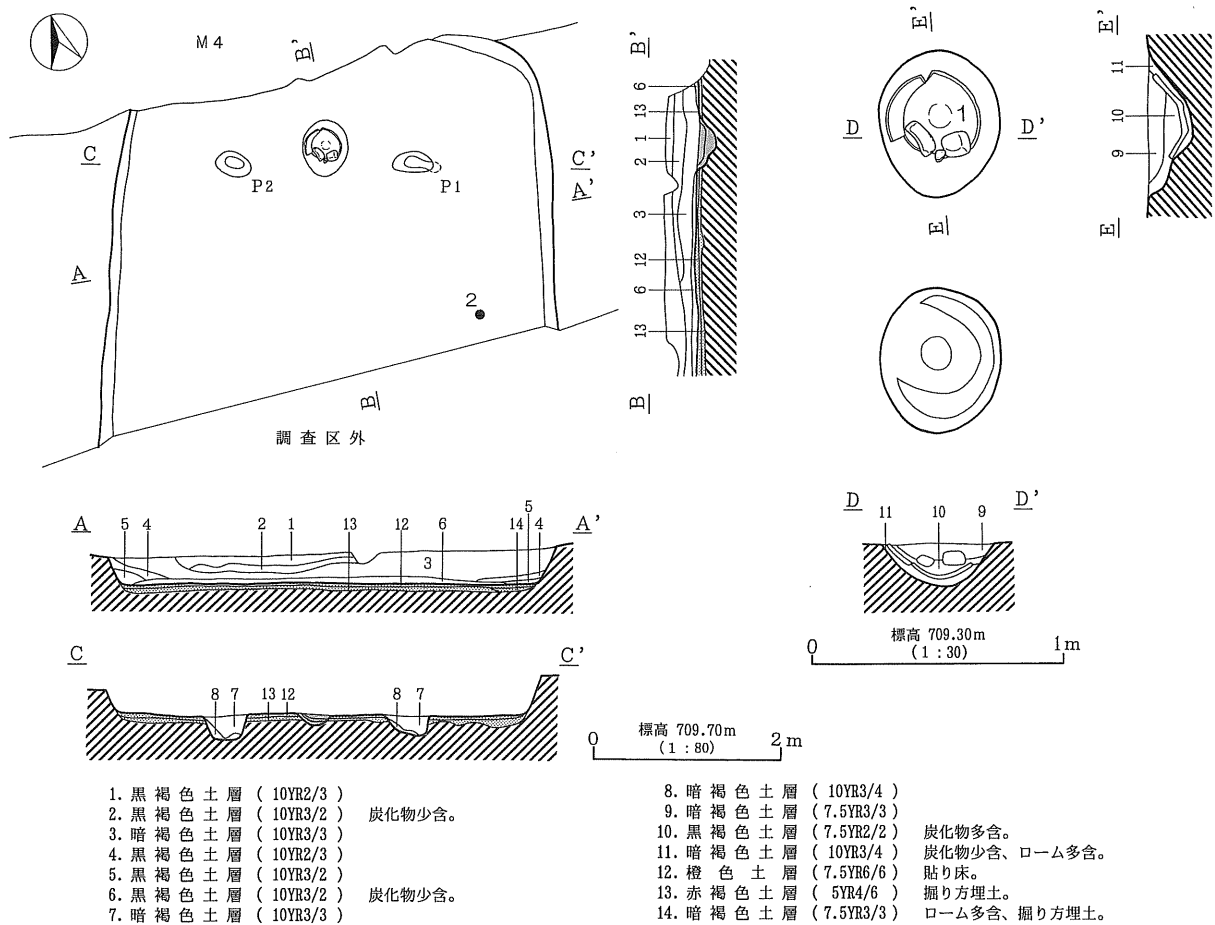 M4
B'
C
P2
P1
C'
A'
A
2
B
調査区外
B'
6
13
1
2
3
12
6
13
B
E'
D
1
D'
E
E'
11
10
9
E
A
5 4 2 1 13 12 6 14 5 4
A'
3
D
11 10 9
D'
標高 709.30m
0 (1:30) 1m
C
8 7 13 12 8 7
C'
標高 709.70m
0 (1:80) 2m
1. 黒褐色土層 (10YR2/3)
2. 黒褐色土層 (10YR3/2) 炭化物少含。
3. 暗褐色土層 (10YR3/3)
4. 黒褐色土層 (10YR2/3)
5. 黒褐色土層 (10YR3/2)
6. 黒褐色土層 (10YR3/2) 炭化物少含。
7. 暗褐色土層 (10YR3/3)
8. 暗褐色土層 (10YR3/4)
9. 暗褐色土層 (7.5YR3/3)
10. 黒褐色土層 (7.5YR2/2) 炭化物多含。
11. 暗褐色土層 (10YR3/4) 炭化物少含、ローム多含。
12. 橙色土層 (7.5YR6/6) 貼り床。
13. 赤褐色土層 (5YR4/6) 掘り方埋土。
14. 暗褐色土層 (7.5YR3/3) ローム多含、掘り方埋土。